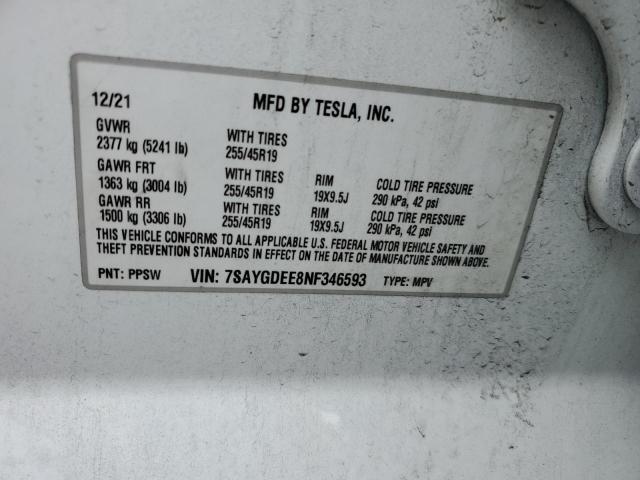 12/21 MFD BY TESLA, INC.
GVWR
2377 kg (5241 lb) WITH TIRES 255/45R19
GAWR FRT
1363 kg (3004 lb) WITH TIRES 255/45R19 RIM 19X9.5J COLD TIRE PRESSURE 290 kPa, 42 psi
GAWR RR
1500 kg (3306 lb) WITH TIRES 255/45R19 RIM 19X9.5J COLD TIRE PRESSURE 290 kPa, 42 psi
THIS VEHICLE CONFORMS TO ALL APPLICABLE U.S. FEDERAL MOTOR VEHICLE SAFETY AND
THEFT PREVENTION STANDARDS IN EFFECT ON THE DATE OF MANUFACTURE SHOWN ABOVE.
PNT: PPSW VIN: 7SAYGDEE8NF346593 TYPE: MPV